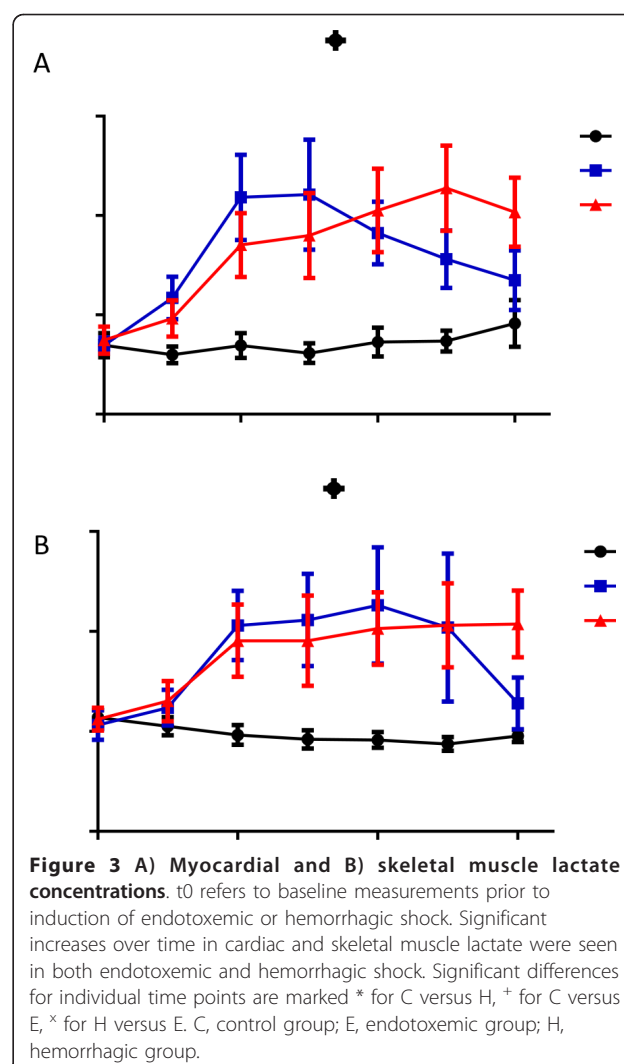 A
B
Figure 3 A) Myocardial and B) skeletal muscle lactate
concentrations. t0 refers to baseline measurements prior to
induction of endotoxemic or hemorrhagic shock. Significant
increases over time in cardiac and skeletal muscle lactate were seen
in both endotoxemic and hemorrhagic shock. Significant differences
for individual time points are marked * for C versus H, + for C versus
E, x for H versus E. C, control group; E, endotoxemic group; H,
hemorrhagic group.